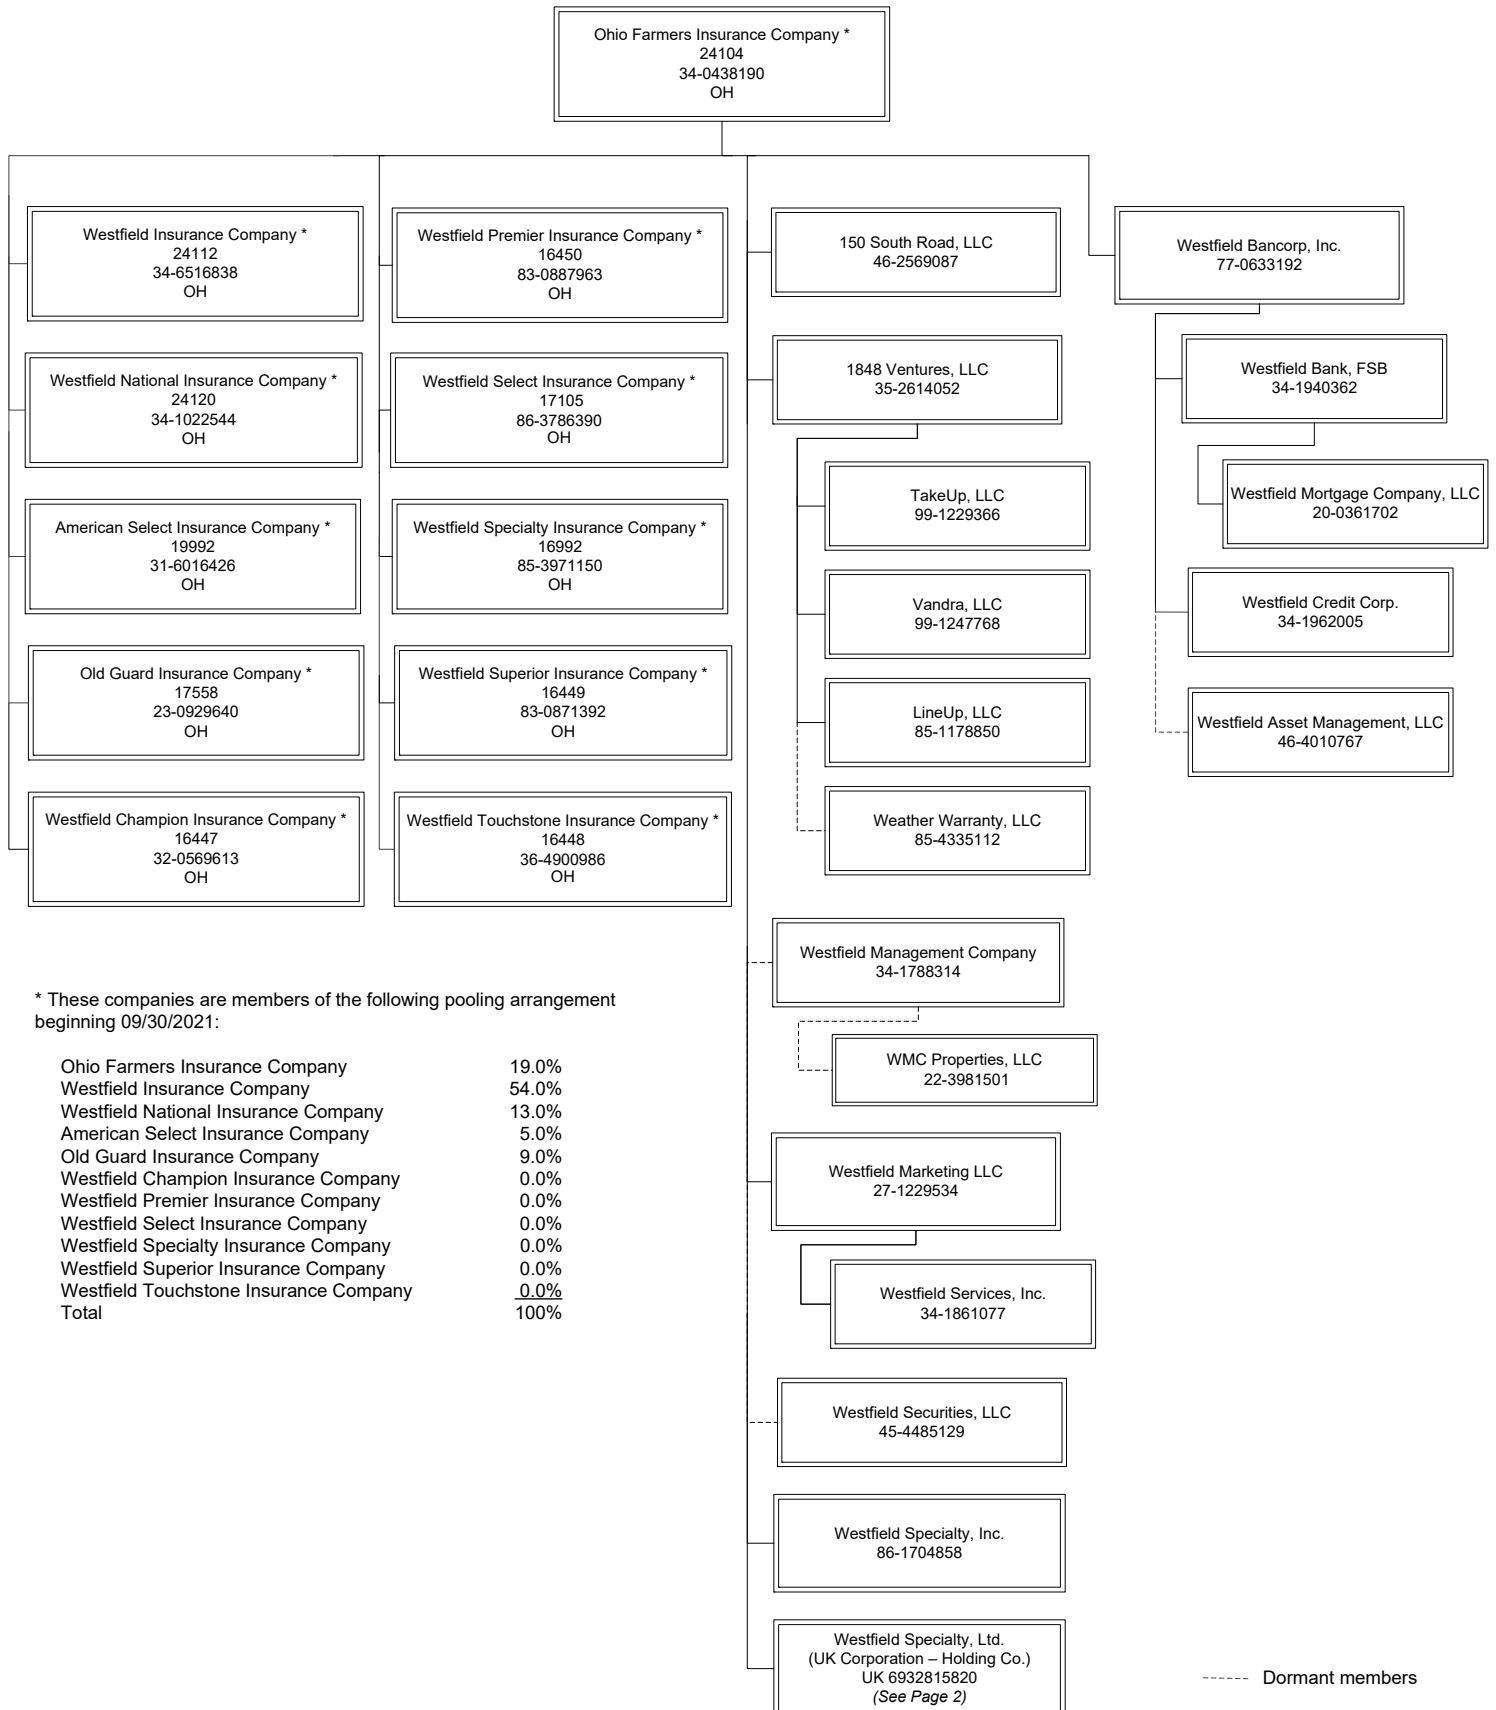 Ohio Farmers Insurance Company *
24104
34-0438190
OH
Westfield Insurance Company *
24112
34-6516838
OH
Westfield National Insurance Company *
24120
34-1022544
OH
American Select Insurance Company *
19992
31-6016426
OH
Old Guard Insurance Company *
17558
23-0929640
OH
Westfield Champion Insurance Company *
16447
32-0569613
OH
Westfield Premier Insurance Company *
16450
83-0887963
OH
Westfield Select Insurance Company *
17105
86-3786390
OH
Westfield Specialty Insurance Company *
16992
85-3971150
OH
Westfield Superior Insurance Company *
16449
83-0871392
OH
Westfield Touchstone Insurance Company *
16448
36-4900986
OH
150 South Road, LLC
46-2569087
1848 Ventures, LLC
35-2614052
TakeUp, LLC
99-1229366
Vandra, LLC
99-1247768
LineUp, LLC
85-1178850
Weather Warranty, LLC
85-4335112
Westfield Management Company
34-1788314
WMC Properties, LLC
22-3981501
Westfield Marketing LLC
27-1229534
Westfield Services, Inc.
34-1861077
Westfield Securities, LLC
45-4485129
Westfield Specialty, Inc.
86-1704858
Westfield Specialty, Ltd.
(UK Corporation – Holding Co.)
UK 6932815820
(See Page 2)
Westfield Bancorp, Inc.
77-0633192
Westfield Bank, FSB
34-1940362
Westfield Mortgage Company, LLC
20-0361702
Westfield Credit Corp.
34-1962005
Westfield Asset Management, LLC
46-4010767
* These companies are members of the following pooling arrangement
beginning 09/30/2021:
Ohio Farmers Insurance Company 19.0%
Westfield Insurance Company 54.0%
Westfield National Insurance Company 13.0%
American Select Insurance Company 5.0%
Old Guard Insurance Company 9.0%
Westfield Champion Insurance Company 0.0%
Westfield Premier Insurance Company 0.0%
Westfield Select Insurance Company 0.0%
Westfield Specialty Insurance Company 0.0%
Westfield Superior Insurance Company 0.0%
Westfield Touchstone Insurance Company 0.0%
Total 100%
Dormant members